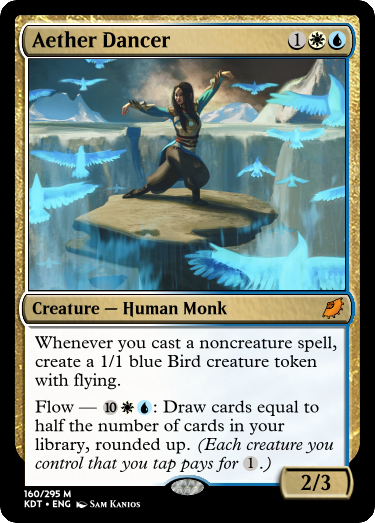 Aether Dancer 1
Creature — Human Monk
Whenever you cast a noncreature spell,
create a 1/1 blue Bird creature token
with flying.
Flow — 10: Draw cards equal to
half the number of cards in your
library, rounded up. (Each creature you
control that you tap pays for 1.)
2/3
160/295 M
KDT • ENG Sam Kanios